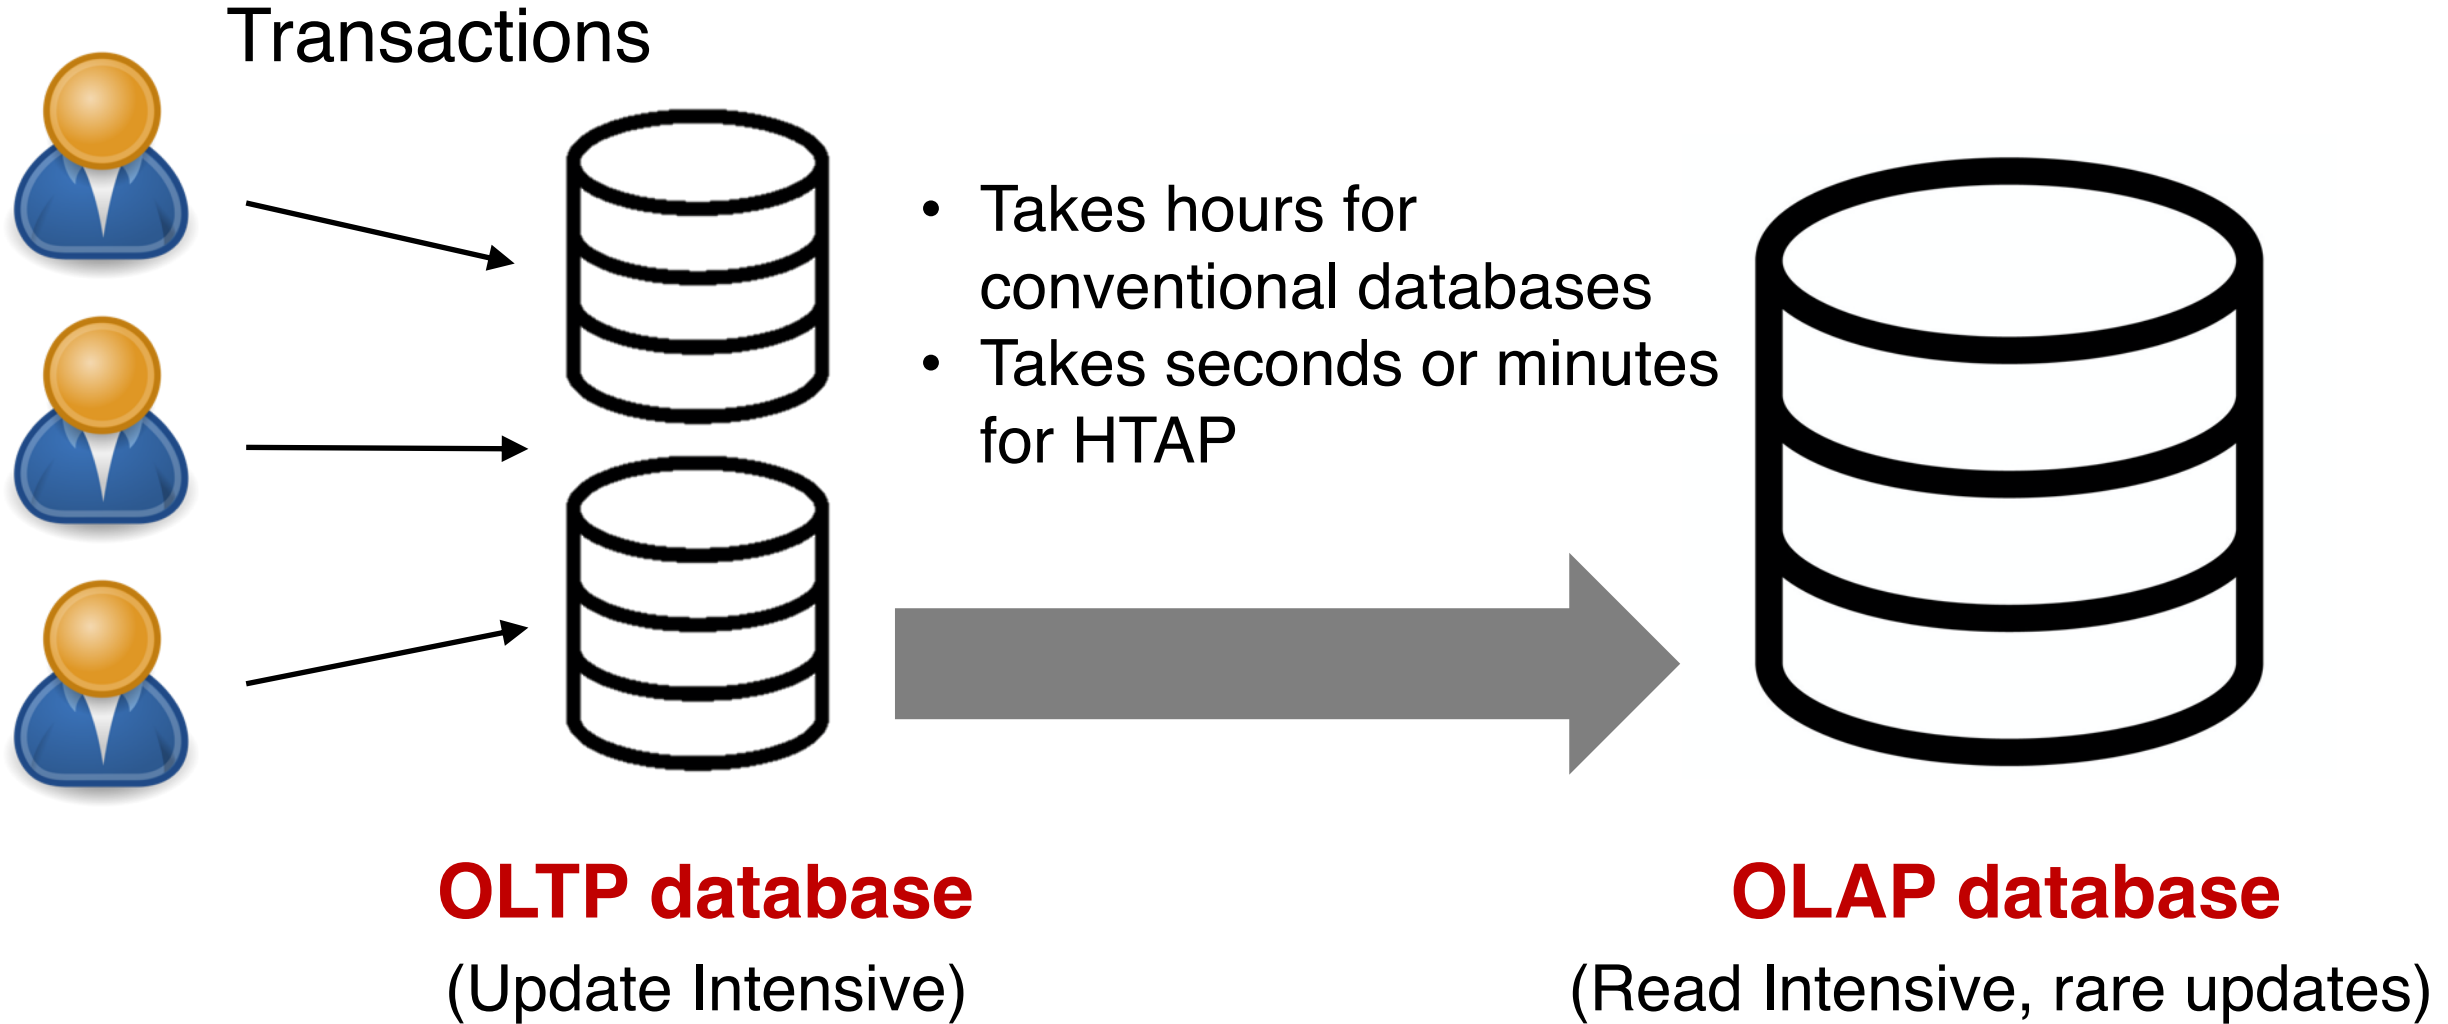 Transactions
• Takes hours for
conventional databases
• Takes seconds or minutes
for HTAP
OLTP database
(Update Intensive)
OLAP database
(Read Intensive, rare updates)